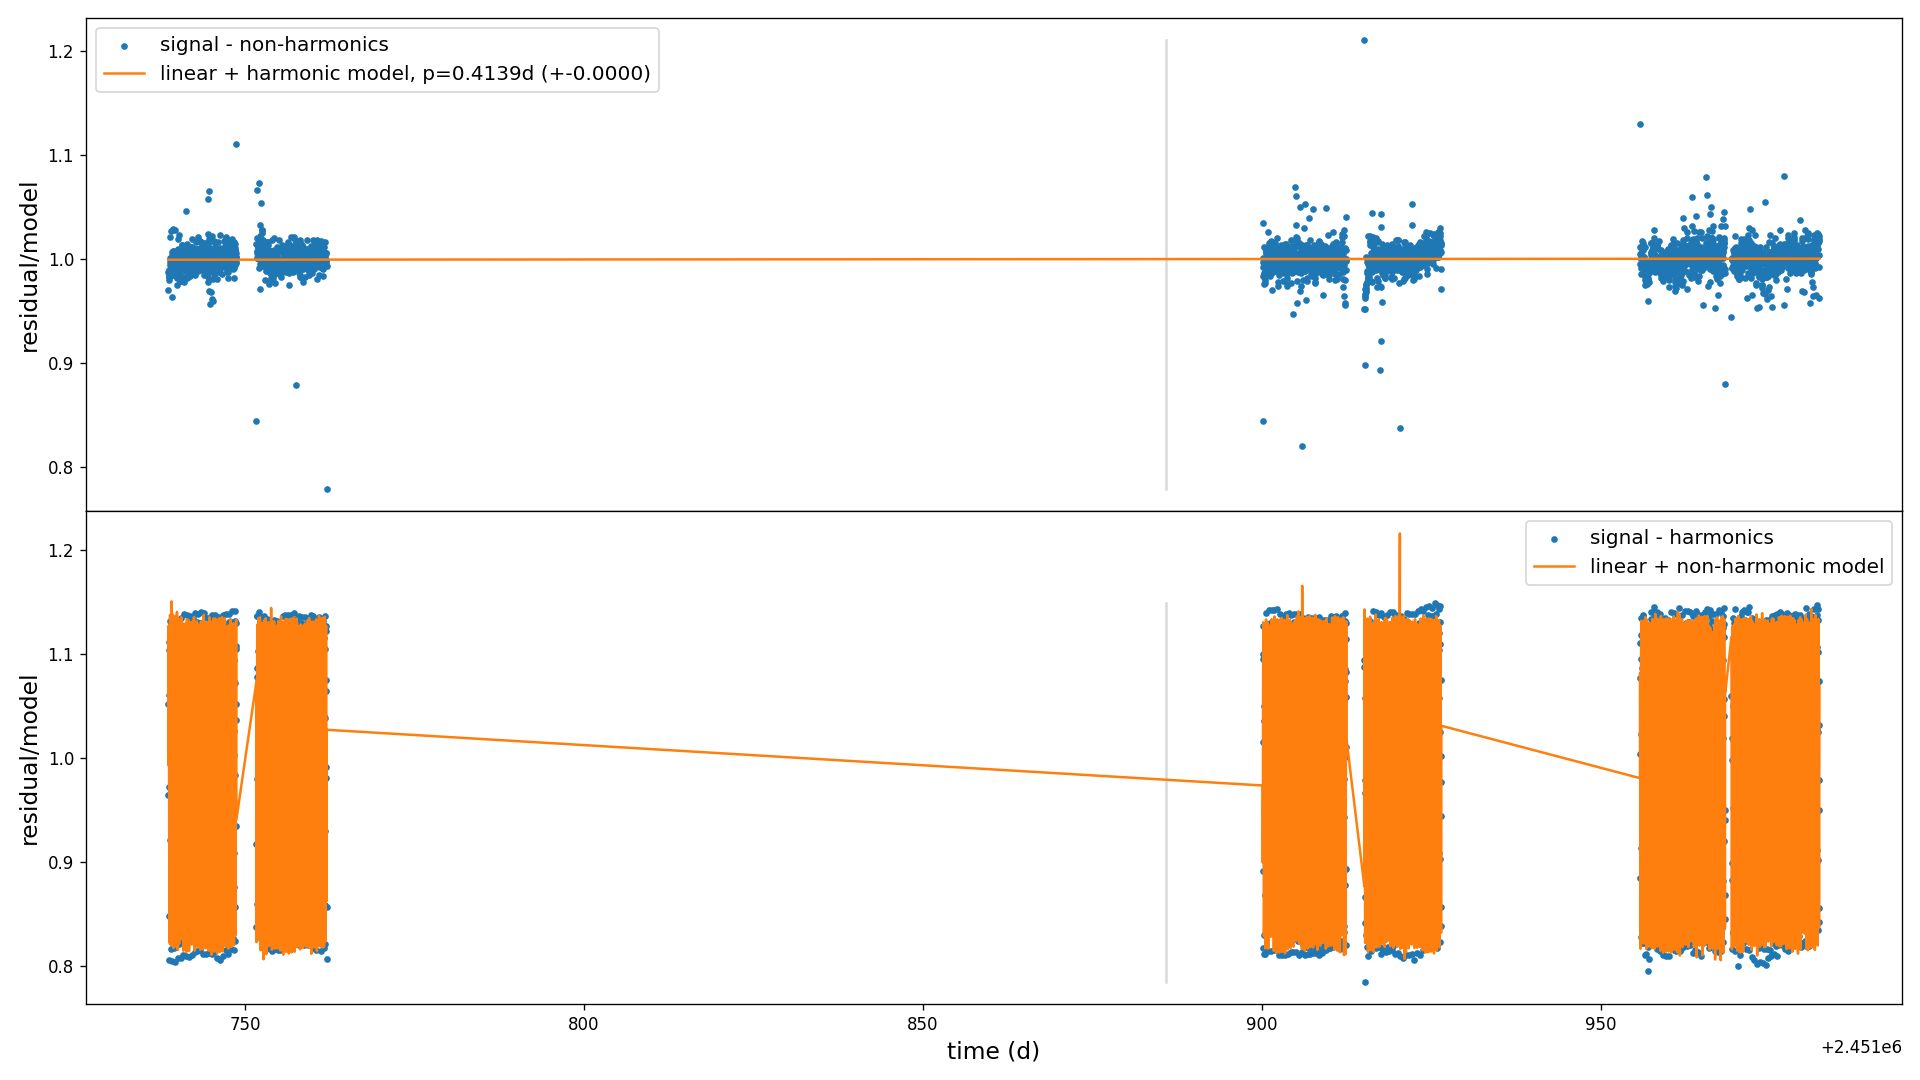 signal - non-harmonics
linear + harmonic model, p=0.4139d (+-0.0000)
1.2
1.1
1.0
0.9
0.8
residual/model
signal - harmonics
linear + non-harmonic model
1.2
1.1
1.0
0.9
0.8
residual/model
750
800
850
900
950
time (d)
+2.451e6